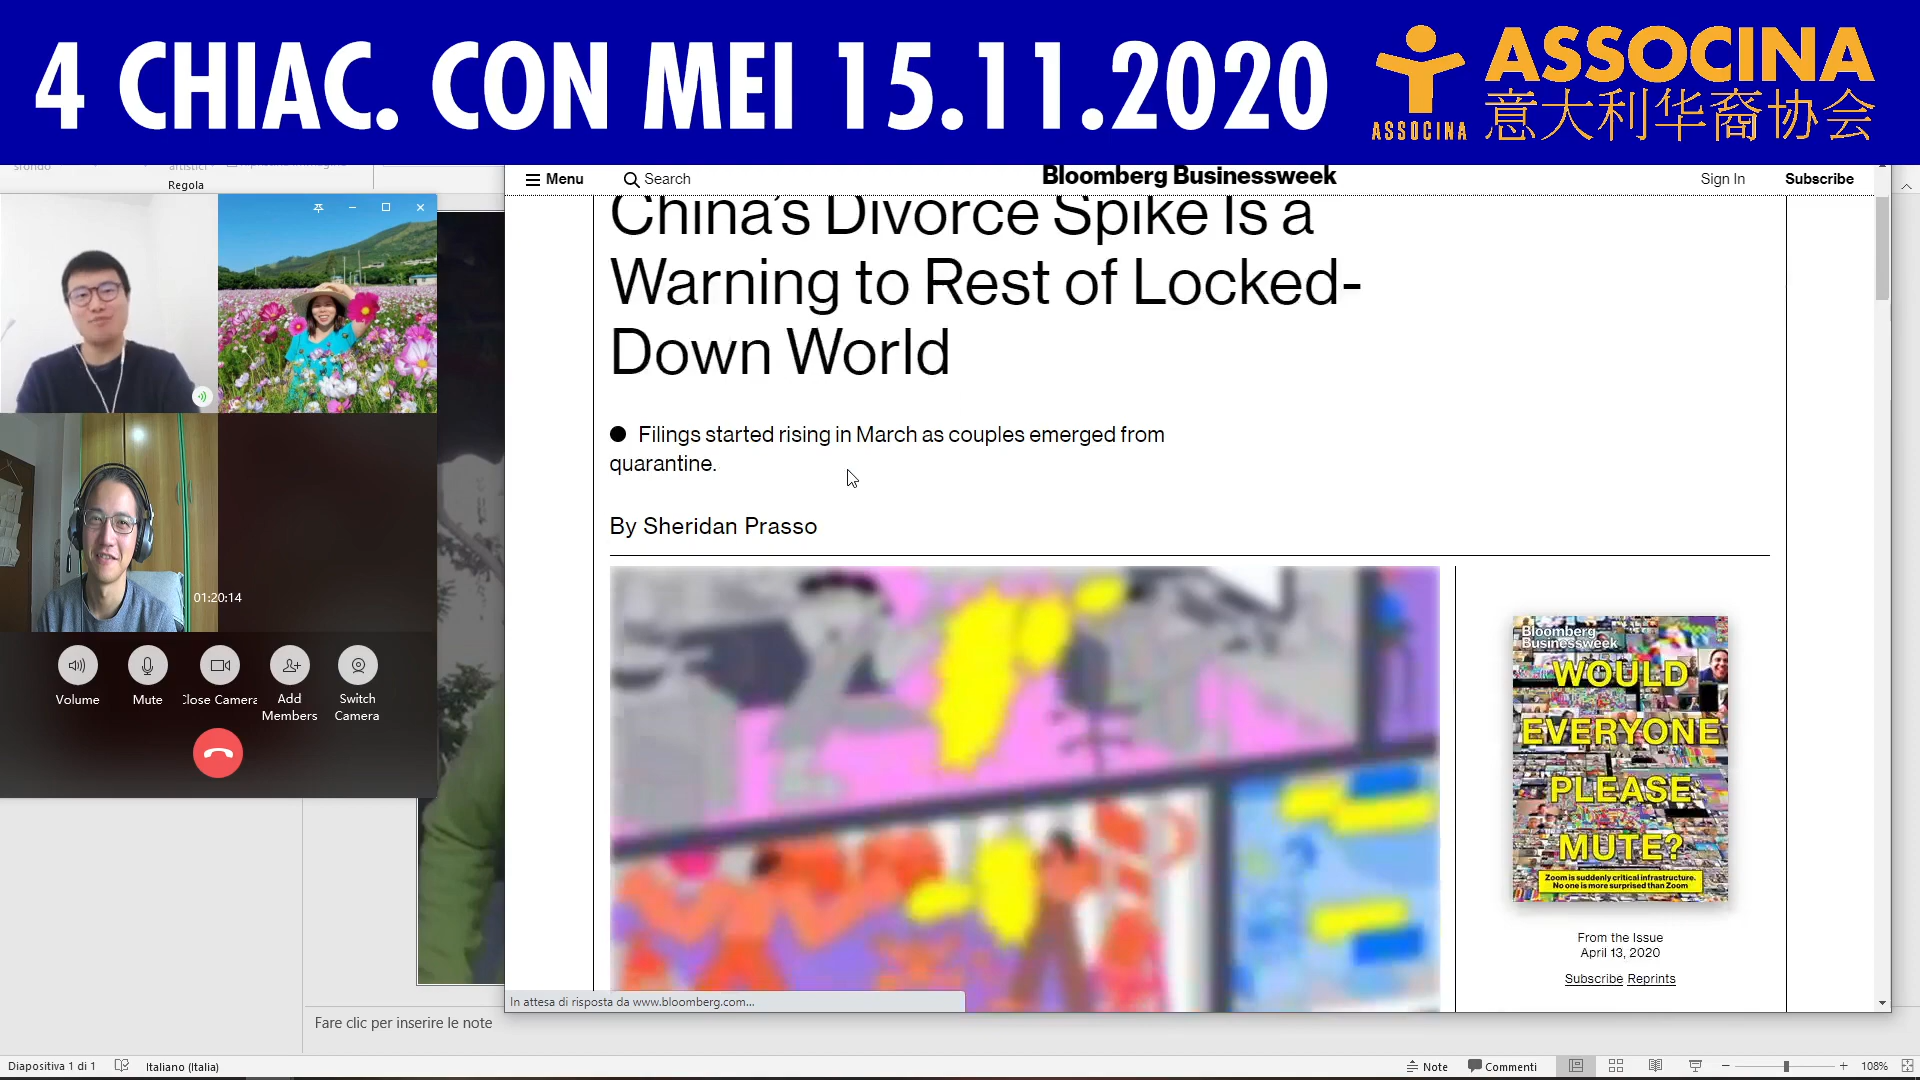 4 CHIAC. CON MEI 15.11.2020
ASSOCINA
ASSOCINA
意大利华裔协会
sfondo
artistici
Regola
Menu
Search
Bloomberg Businessweek
Sign In
Subscribe
China's Divorce Spike Is a
Warning to Rest of Locked-
Down World
Filings started rising in March as couples emerged from
quarantine.
By Sheridan Prasso
01:20:14
Volume
Mute
Close Camera
Add
Members
Switch
Camera
Bloomberg
Businessweek
WOULD
EVERYONE
PLEASE
MUTE?
Zoom is suddenly critical infrastructure.
No one is more surprised than Zoom
From the Issue
April 13, 2020
Subscribe Reprints
In attesa di risposta da www.bloomberg.com...
Fare clic per inserire le note
Diapositiva 1 di 1
Italiano (Italia)
Note
Commenti
108%